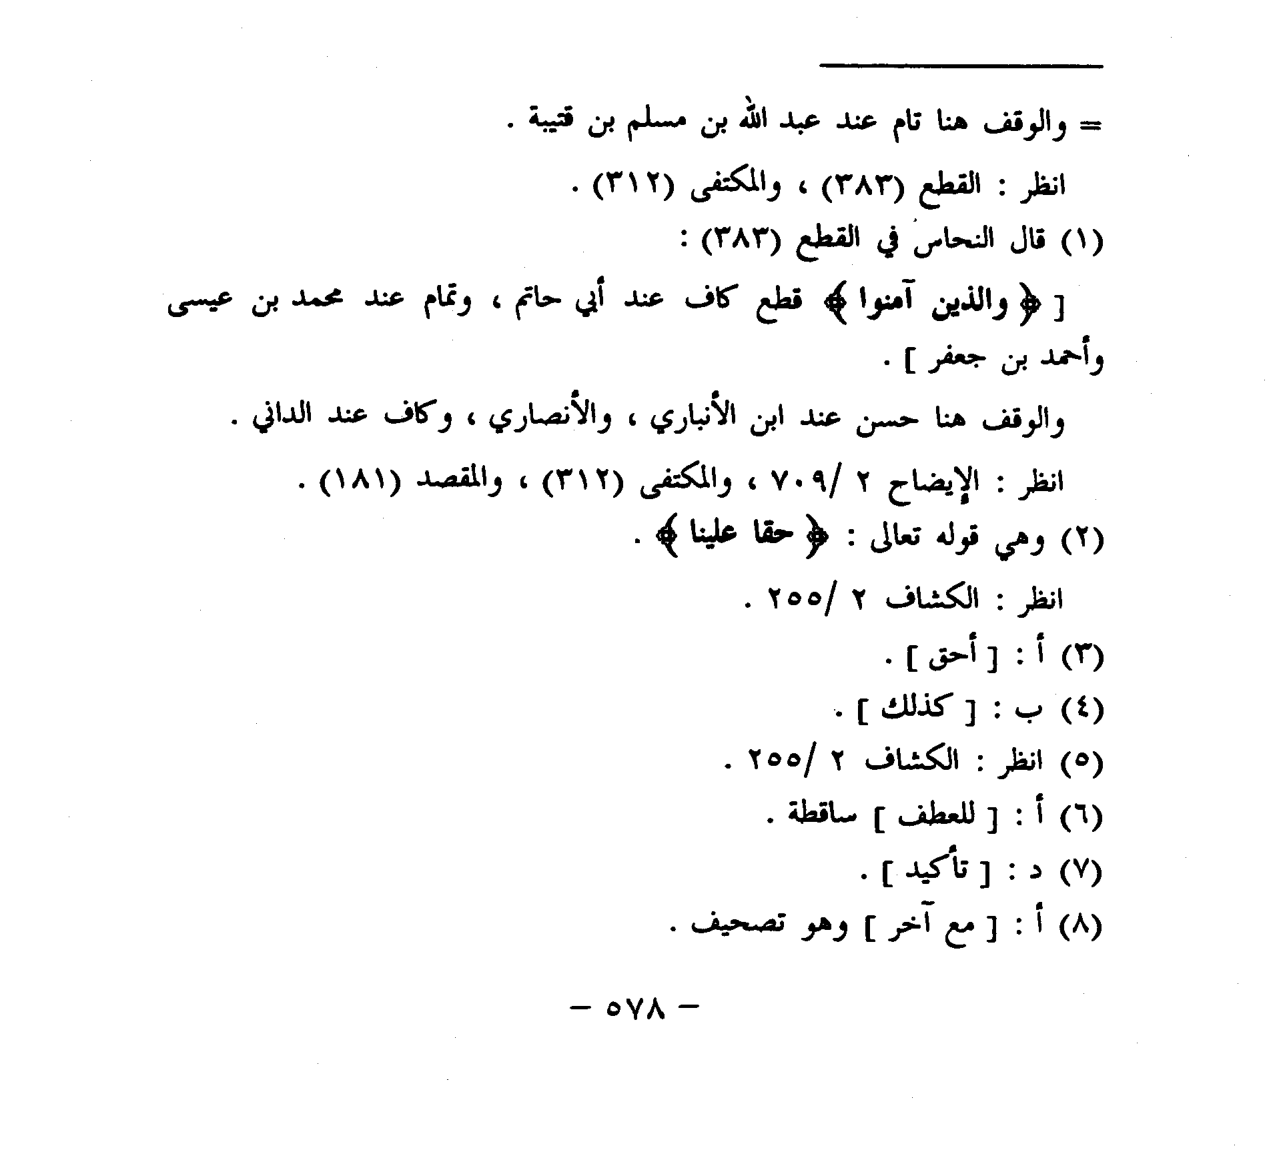 = والوقف هنا تام عند عبد الله بن مسلم بن قتيبة .
انظر : القطع (٣٨٣) ، والمكتفى (٣١٢) .
(١) قال النحاس في القطع (٣٨٣) :
[ ﴿ والذين آمنوا ﴾ قطع كاف عند أبي حاتم ، وتمام عند محمد بن عيسى
وأحمد بن جعفر ] .
والوقف هنا حسن عند ابن الأنباري ، والأنصاري ، وكاف عند الداني .
انظر : الإيضاح ٢ /٧٠٩ ، والمكتفى (٣١٢) ، والمقصد (١٨١) .
(٢) وهي قوله تعالى : ﴿ حقا علينا ﴾ .
انظر : الكشاف ٢ /٢٥٥ .
(٣) أ : [ أحق ] .
(٤) ب : [ كذلك ] .
(٥) انظر : الكشاف ٢ /٢٥٥ .
(٦) أ : [ للعطف ] ساقطة .
(٧) د : [ تأكيد ] .
(٨) أ : [ مع آخر ] وهو تصحيف .
– ٥٧٨ –